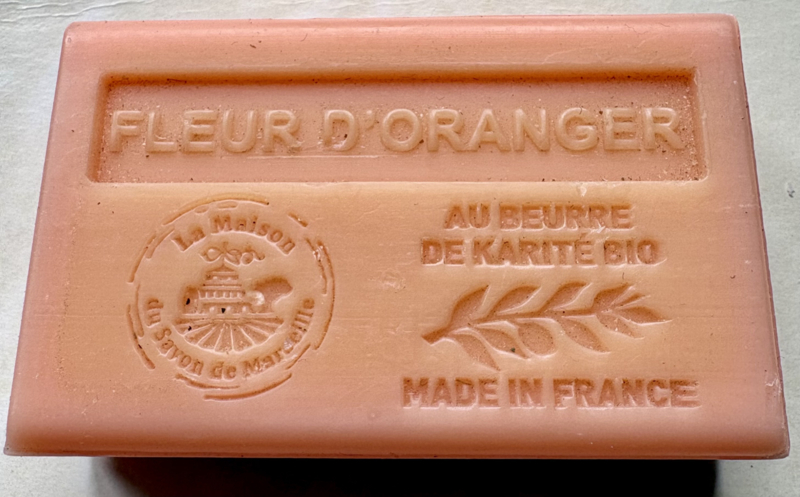 FLEUR D'ORANGER
La Maison
du Savon de Marseille
AU BEURRE
DE KARITÉ BIO
MADE IN FRANCE